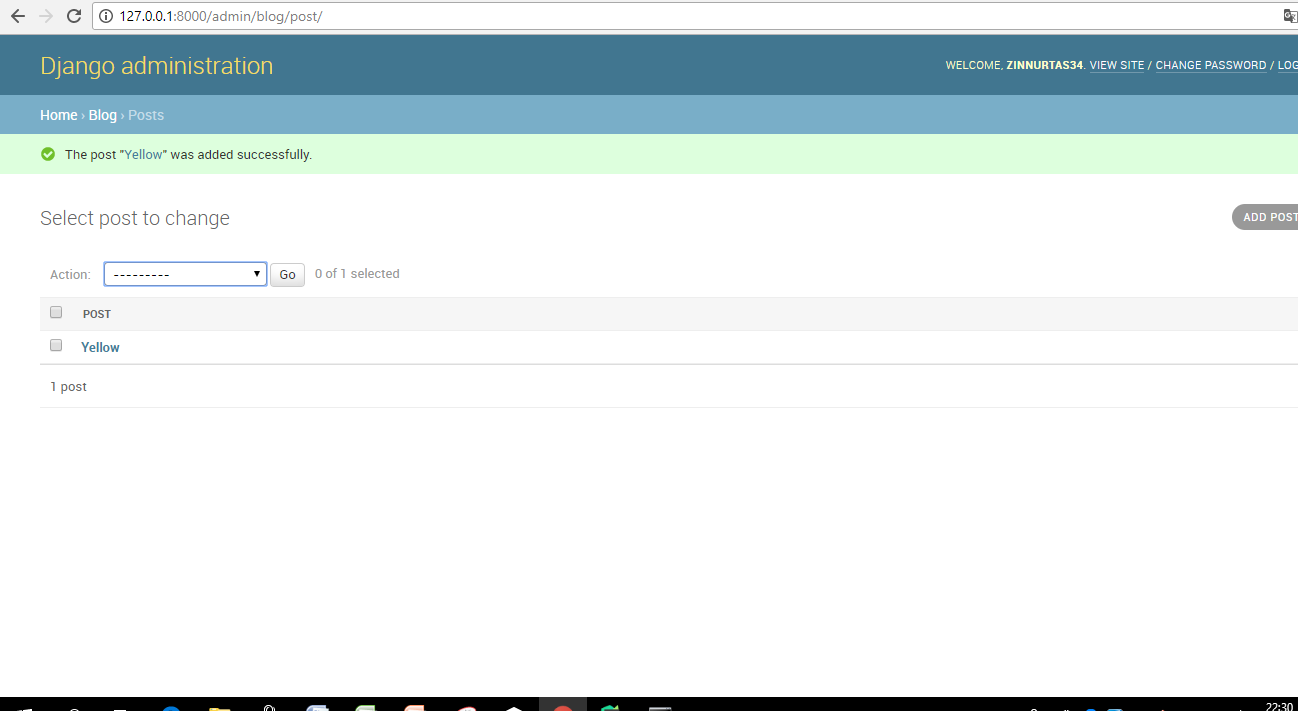 127.0.0.1:8000/admin/blog/post/
Django administration
WELCOME, ZINNURTAS34. VIEW SITE / CHANGE PASSWORD / LOG
Home › Blog › Posts
The post "Yellow" was added successfully.
Select post to change
ADD POST
Action: --------- Go 0 of 1 selected
POST
Yellow
1 post
22:30